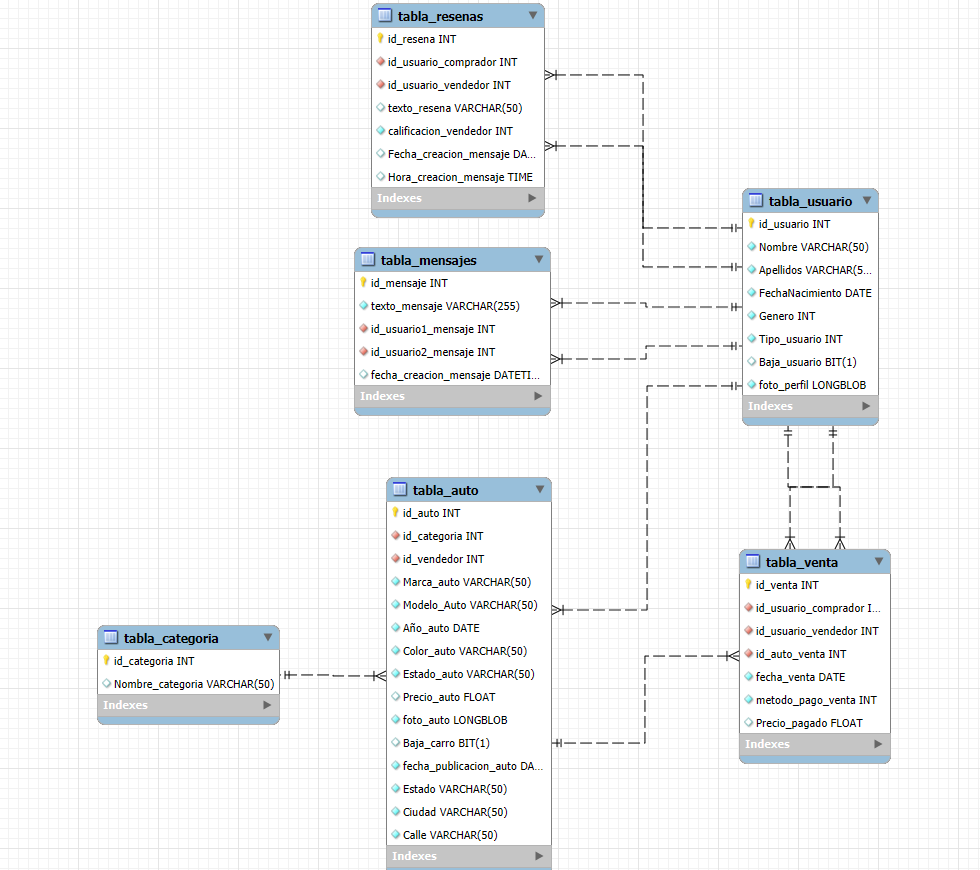 tabla_resenas
id_resena INT
id_usuario_comprador INT
id_usuario_vendedor INT
texto_resena VARCHAR(50)
calificacion_vendedor INT
Fecha_creacion_mensaje DA...
Hora_creacion_mensaje TIME
Indexes
tabla_usuario
id_usuario INT
Nombre VARCHAR(50)
Apellidos VARCHAR(5...
FechaNacimiento DATE
Genero INT
Tipo_usuario INT
Baja_usuario BIT(1)
foto_perfil LONGBLOB
Indexes
tabla_mensajes
id_mensaje INT
texto_mensaje VARCHAR(255)
id_usuario1_mensaje INT
id_usuario2_mensaje INT
fecha_creacion_mensaje DATETI...
Indexes
tabla_auto
id_auto INT
id_categoria INT
id_vendedor INT
Marca_auto VARCHAR(50)
Modelo_Auto VARCHAR(50)
Año_auto DATE
Color_auto VARCHAR(50)
Estado_auto VARCHAR(50)
Precio_auto FLOAT
foto_auto LONGBLOB
Baja_carro BIT(1)
fecha_publicacion_auto DA...
Estado VARCHAR(50)
Ciudad VARCHAR(50)
Calle VARCHAR(50)
Indexes
tabla_venta
id_venta INT
id_usuario_comprador I...
id_usuario_vendedor INT
id_auto_venta INT
fecha_venta DATE
metodo_pago_venta INT
Precio_pagado FLOAT
Indexes
tabla_categoria
id_categoria INT
Nombre_categoria VARCHAR(50)
Indexes